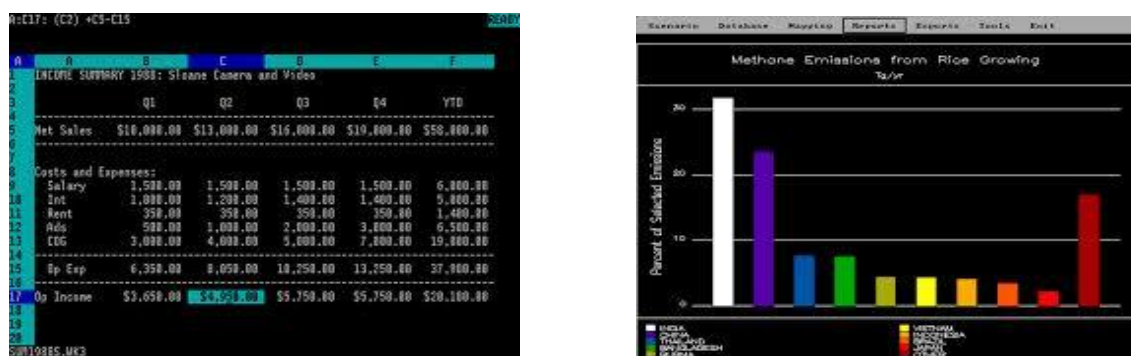 A:C17: (C2) +C5-C15
READY
A A B C D E F
1 INCOME SUMMARY 1988: Sloane Camera and Video
2
3 Q1 Q2 Q3 Q4 YTD
4
5 Net Sales $10,000.00 $13,000.00 $16,000.00 $19,000.00 $58,000.00
6
7
8 Costs and Expenses:
9 Salary 1,500.00 1,500.00 1,500.00 1,500.00 6,000.00
10 Int 1,000.00 1,200.00 1,400.00 1,400.00 5,000.00
11 Rent 350.00 350.00 350.00 350.00 1,400.00
12 Ads 500.00 1,000.00 2,000.00 3,000.00 6,500.00
13 COG 3,000.00 4,000.00 5,000.00 7,000.00 19,000.00
14
15 Op Exp 6,350.00 8,050.00 10,250.00 13,250.00 37,900.00
16
17 Op Income $3,650.00 $4,950.00 $5,750.00 $5,750.00 $20,100.00
18
19
20
SUM1988S.WK3
Scenario Database Mapping Reports Exports Tools Exit
Methane Emissions from Rice Growing
Tg/yr
Percent of Selected Emissions
30
20
10
0
INDIA
CHINA
THAILAND
BANGLADESH
BURMA
VIETNAM
INDONESIA
BRAZIL
JAPAN
OTHER